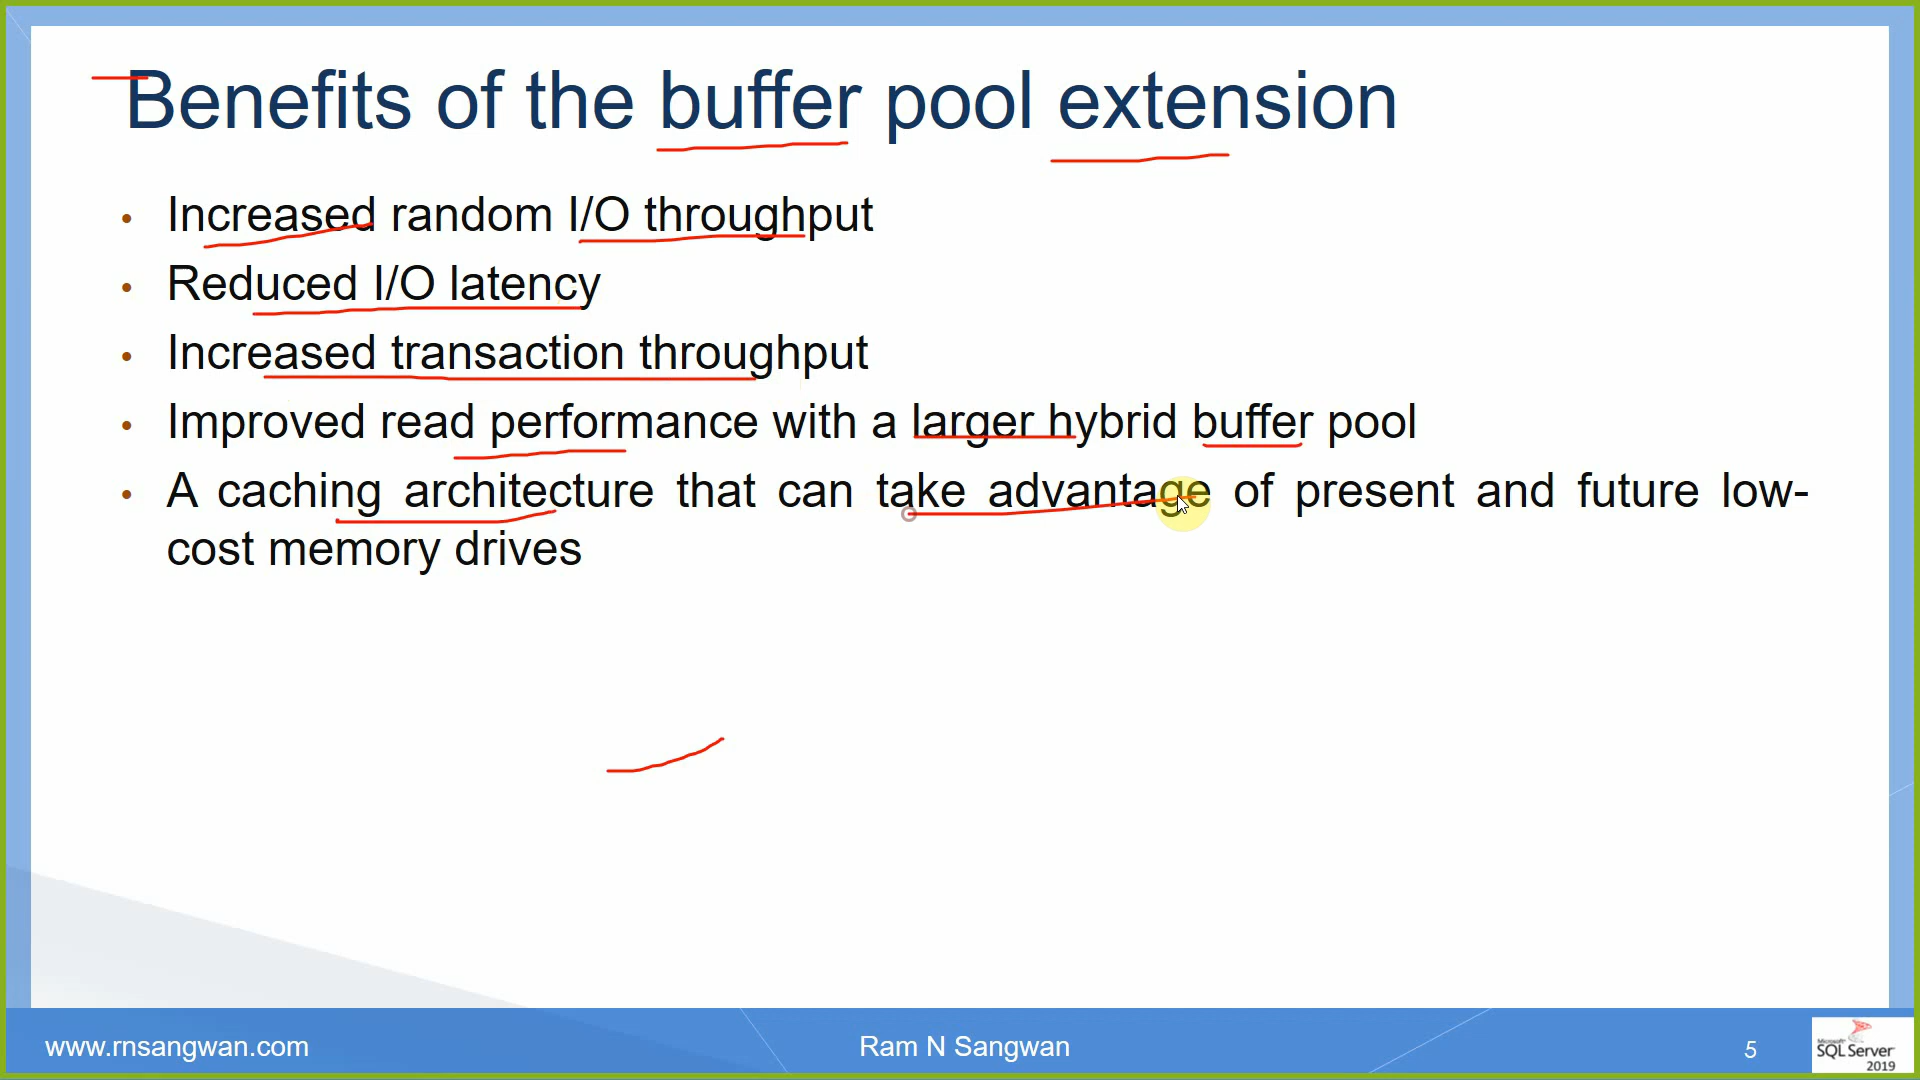 Benefits of the buffer pool extension
• Increased random I/O throughput
• Reduced I/O latency
• Increased transaction throughput
• Improved read performance with a larger hybrid buffer pool
• A caching architecture that can take advantage of present and future low-
cost memory drives
www.rnsangwan.com
Ram N Sangwan
5
Microsoft
SQL Server
2019